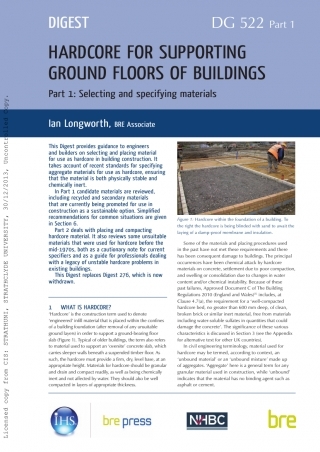 DIGEST
DG 522 Part 1
HARDCORE FOR SUPPORTING
GROUND FLOORS OF BUILDINGS
Part 1: Selecting and specifying materials
Ian Longworth, BRE Associate
This Digest provides guidance to engineers
and builders on selecting and placing material
for use as hardcore in building construction. It
takes account of recent standards for specifying
aggregate materials for use as hardcore, ensuring
that the material is both physically stable and
chemically inert.
In Part 1 candidate materials are reviewed,
including recycled and secondary materials
that are currently being promoted for use in
construction as a sustainable option. Simplified
recommendations for common situations are given
in Section 6.
Part 2 deals with placing and compacting
hardcore material. It also reviews some unsuitable
materials that were used for hardcore before the
mid-1970s, both as a cautionary note for current
specifiers and as a guide for professionals dealing
with a legacy of unstable hardcore problems in
existing buildings.
This Digest replaces Digest 276, which is now
withdrawn.
1 WHAT IS HARDCORE?
'Hardcore' is the construction term used to denote
'engineered' infill material that is placed within the confines
of a building foundation (after removal of any unsuitable
ground layers) in order to support a ground-bearing floor
slab (Figure 1). Typical of older buildings, the term also refers
to material used to support an 'oversite' concrete slab, which
carries sleeper walls beneath a suspended timber floor. As
such, the hardcore must provide a firm, dry level base, at an
appropriate height. Materials for hardcore should be granular
and drain and compact readily, as well as being chemically
inert and not affected by water. They should also be well
compacted in layers of appropriate thickness.
Figure 1: Hardcore within the foundation of a building. To
the right the hardcore is being blinded with sand to avoid the
laying of a damp-proof membrane and insulation.
Some of the materials and placing procedures used
in the past have not met these requirements and there
has been consequent damage to buildings. The principal
occurrences have been chemical attack by hardcore
materials on concrete, settlement due to poor compaction,
and swelling or consolidation due to changes in water
content and/or chemical instability. Because of these
past failures, Approved Document C of The Building
Regulations 2010 (England and Wales) includes, at
Clause 4.7(a), the requirement for a 'well-compacted
hardcore bed, no greater than 600 mm deep, of clean,
broken brick or similar inert material, free from materials
including water-soluble sulfates in quantities that could
damage the concrete'. The significance of these various
characteristics is discussed in Section 2 (see the Appendix
for alternative text for other UK countries).
In civil engineering terminology, material used for
hardcore may be termed, according to context, an
'unbound material' or an 'unbound mixture' made up
of aggregates. 'Aggregate' here is a general term for any
granular material used in construction, while 'unbound'
indicates that the material has no binding agent such as
asphalt or cement.
IHS
bre press
NHBC
bre
Licensed copy from CIS: STRATHUNI, STRATHCLYDE UNIVERSITY, 30/12/2013, Uncontrolled Copy.